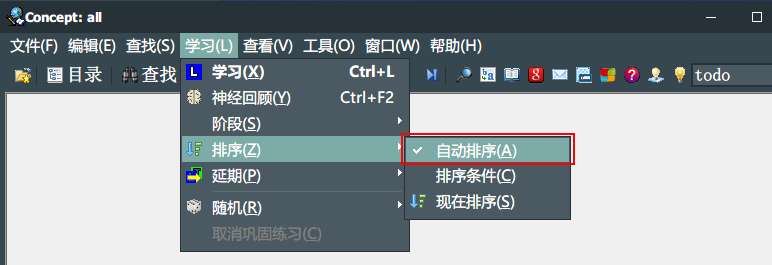 Concept: all
文件(F) 编辑(E) 查找(S) 学习(L) 查看(V) 工具(O) 窗口(W) 帮助(H)
目录 查找 todo
学习(X) Ctrl+L
神经回顾(Y) Ctrl+F2
阶段(S)
排序(Z)
自动排序(A)
延期(P)
排序条件(C)
现在排序(S)
随机(R)
取消巩固练习(C)